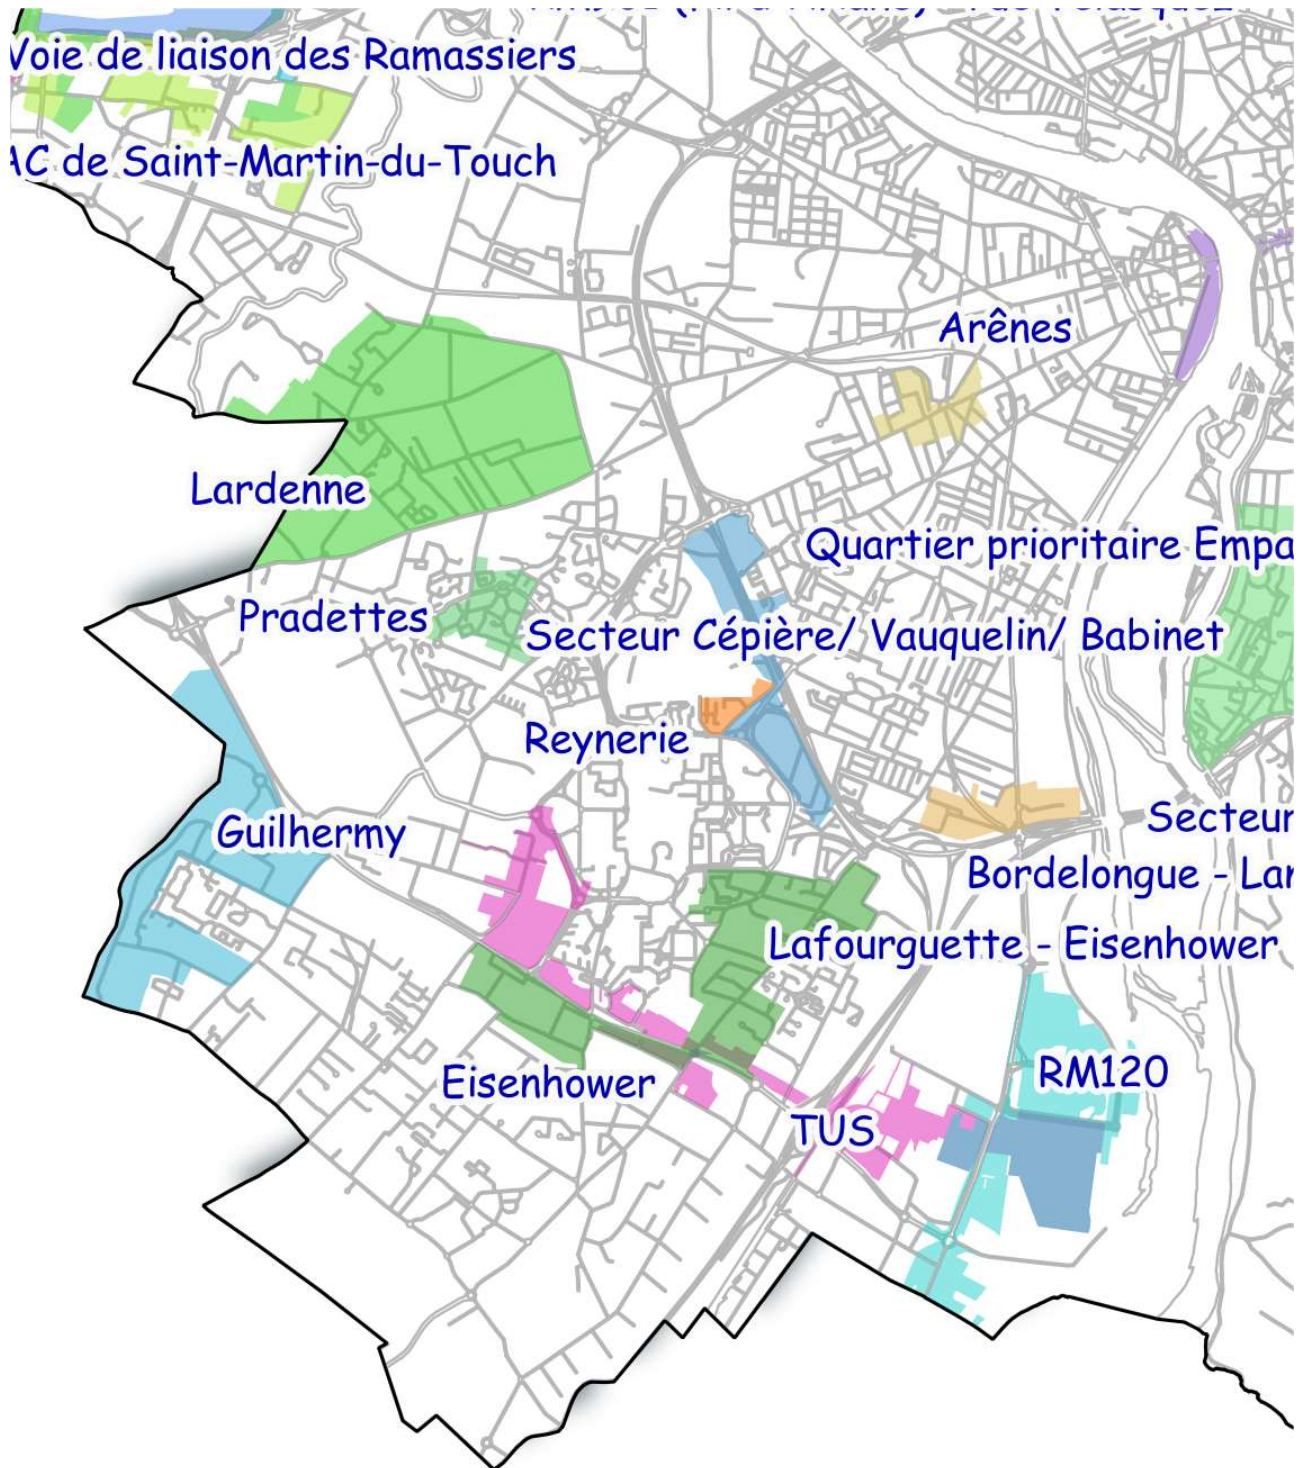 Voie de liaison des Ramassiers
AC de Saint-Martin-du-Touch
Arênes
Lardenne
Quartier prioritaire Empa
Pradettes
Secteur Cépière/ Vauquelin/ Babinet
Reynerie
Guilhermy
Secteur
Bordelongue - Lar
Lafourguette - Eisenhower
RM120
Eisenhower
TUS